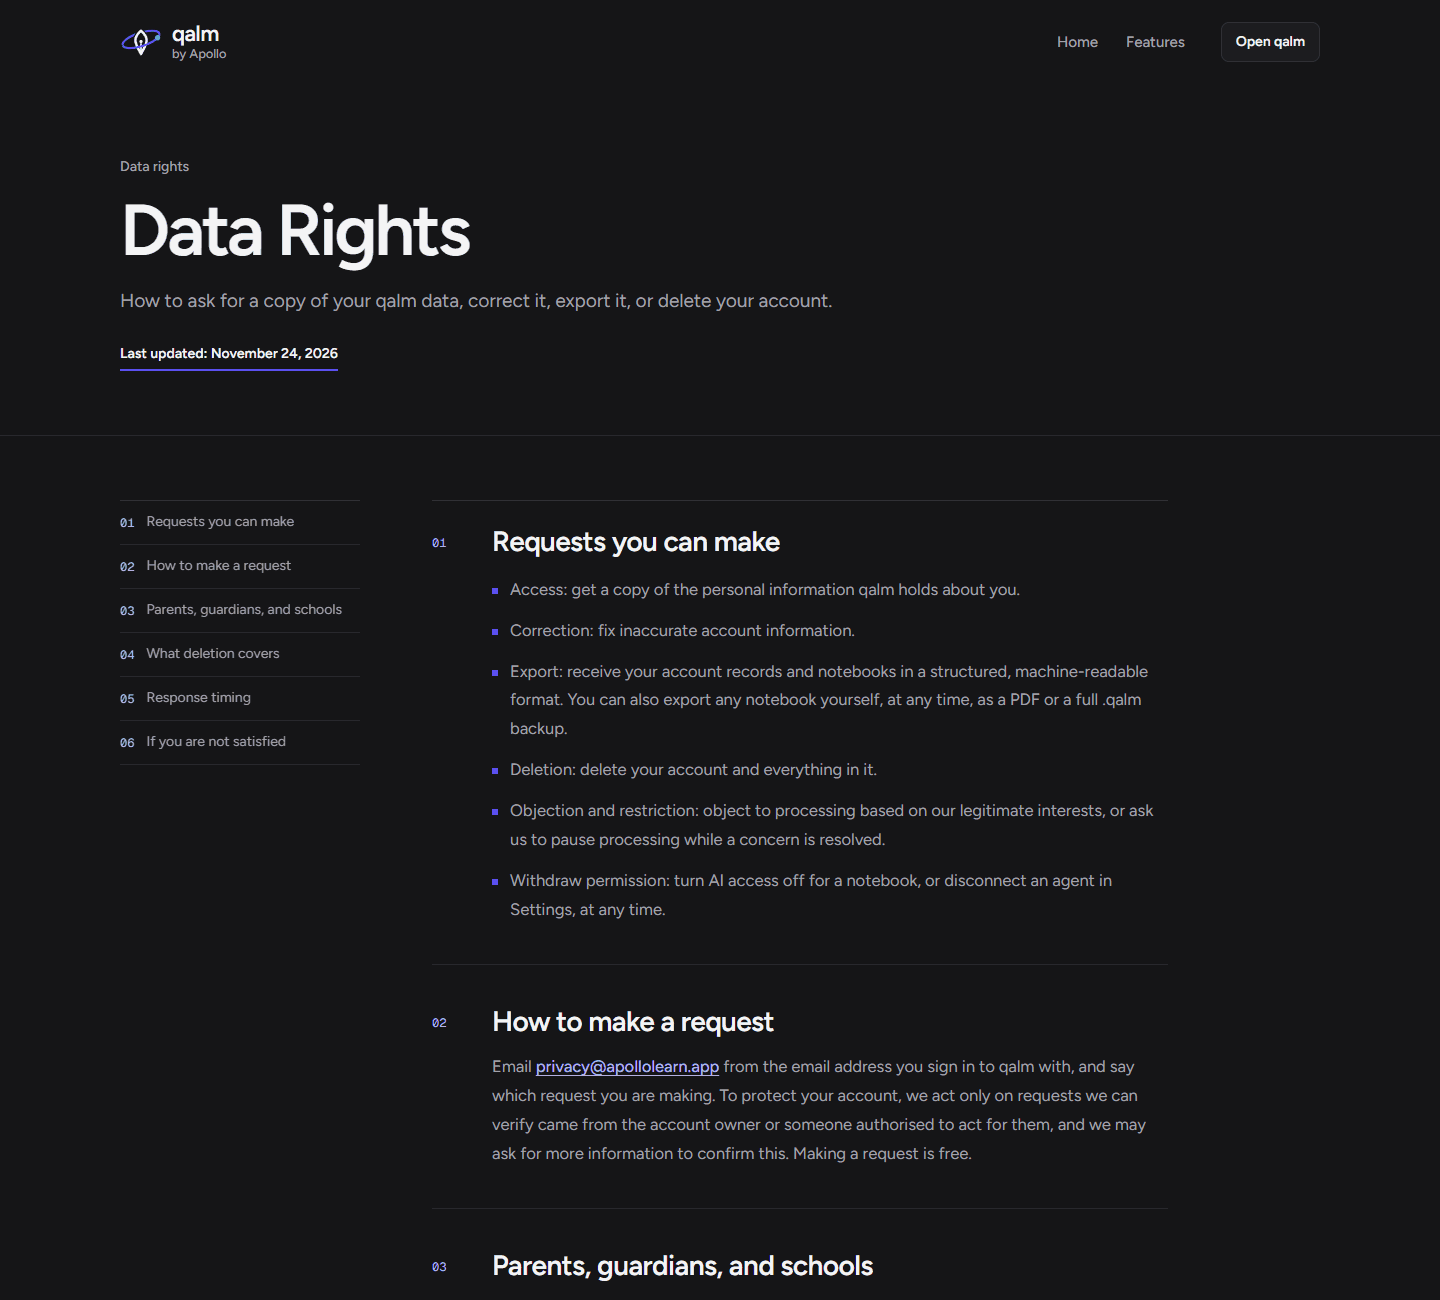 qalm
by Apollo
Home
Features
Open qalm
Data rights
Data Rights
How to ask for a copy of your qalm data, correct it, export it, or delete your account.
Last updated: November 24, 2026
01 Requests you can make
02 How to make a request
03 Parents, guardians, and schools
04 What deletion covers
05 Response timing
06 If you are not satisfied
01 Requests you can make
Access: get a copy of the personal information qalm holds about you.
Correction: fix inaccurate account information.
Export: receive your account records and notebooks in a structured, machine-readable
format. You can also export any notebook yourself, at any time, as a PDF or a full .qalm
backup.
Deletion: delete your account and everything in it.
Objection and restriction: object to processing based on our legitimate interests, or ask
us to pause processing while a concern is resolved.
Withdraw permission: turn AI access off for a notebook, or disconnect an agent in
Settings, at any time.
02 How to make a request
Email privacy@apollolearn.app from the email address you sign in to qalm with, and say
which request you are making. To protect your account, we act only on requests we can
verify came from the account owner or someone authorised to act for them, and we may
ask for more information to confirm this. Making a request is free.
03 Parents, guardians, and schools